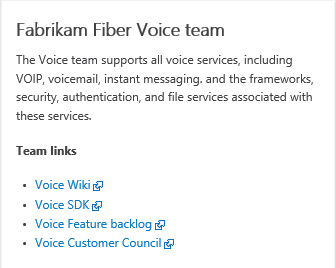 Fabrikam Fiber Voice team
The Voice team supports all voice services, including
VOIP, voicemail, instant messaging. and the frameworks,
security, authentication, and file services associated with
these services.
Team links
• Voice Wiki
• Voice SDK
• Voice Feature backlog
• Voice Customer Council